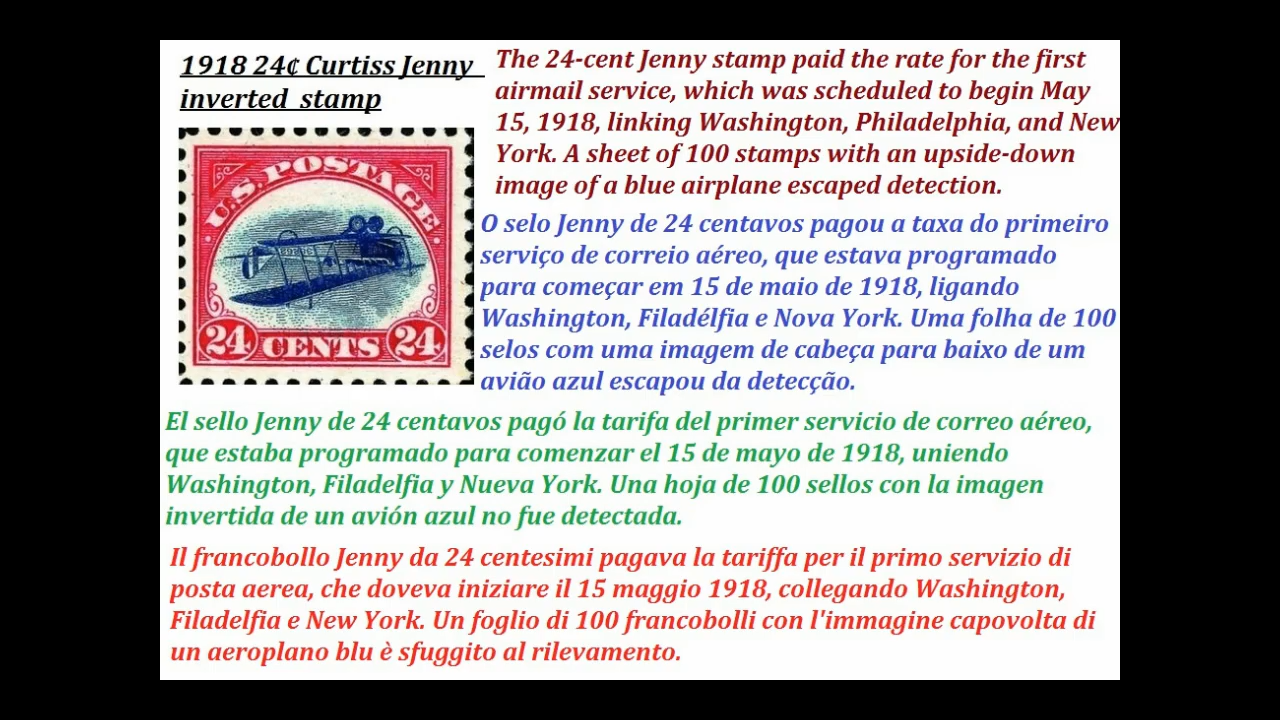 1918 24¢ Curtiss Jenny
inverted stamp
U.S. POSTAGE
24 CENTS 24
The 24-cent Jenny stamp paid the rate for the first
airmail service, which was scheduled to begin May
15, 1918, linking Washington, Philadelphia, and New
York. A sheet of 100 stamps with an upside-down
image of a blue airplane escaped detection.
O selo Jenny de 24 centavos pagou a taxa do primeiro
serviço de correio aéreo, que estava programado
para começar em 15 de maio de 1918, ligando
Washington, Filadélfia e Nova York. Uma folha de 100
selos com uma imagem de cabeça para baixo de um
avião azul escapou da detecção.
El sello Jenny de 24 centavos pagó la tarifa del primer servicio de correo aéreo,
que estaba programado para comenzar el 15 de mayo de 1918, uniendo
Washington, Filadelfia y Nueva York. Una hoja de 100 sellos con la imagen
invertida de un avión azul no fue detectada.
Il francobollo Jenny da 24 centesimi pagava la tariffa per il primo servizio di
posta aerea, che doveva iniziare il 15 maggio 1918, collegando Washington,
Filadelfia e New York. Un foglio di 100 francobolli con l'immagine capovolta di
un aeroplano blu è sfuggito al rilevamento.